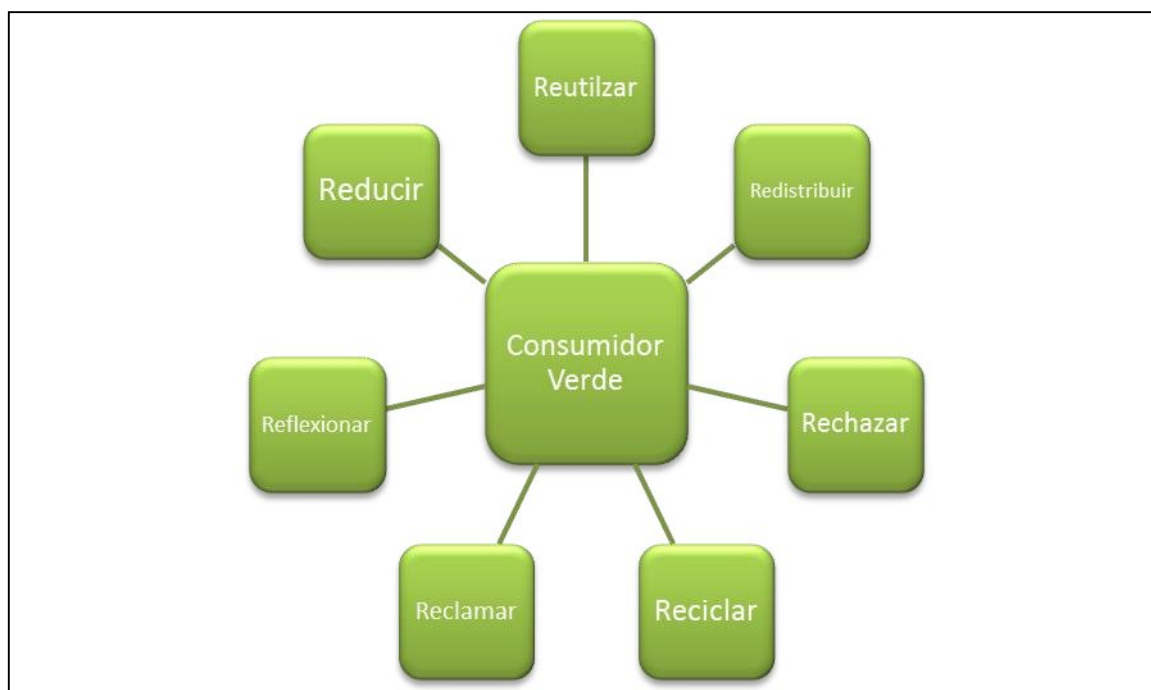 Reutilzar
Redistribuir
Reducir
Consumidor
Verde
Rechazar
Reflexionar
Reciclar
Reclamar